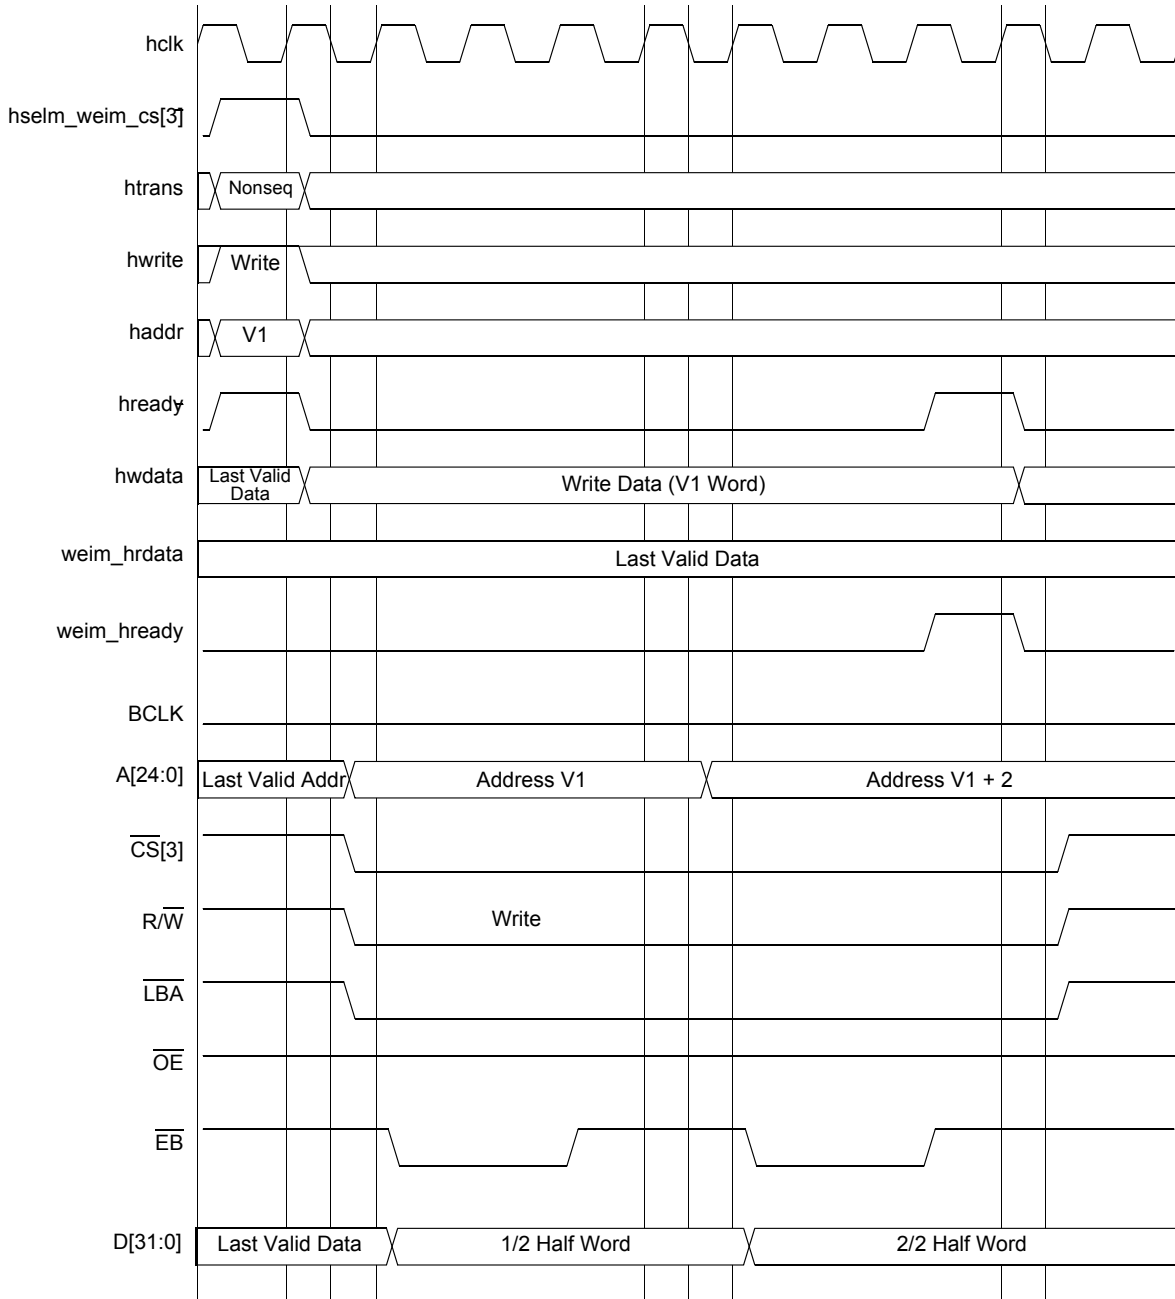 hclk
hselm_weim_cs[3]
htrans Nonseq
hwrite Write
haddr V1
hready
hwdata Last Valid Data Write Data (V1 Word)
weim_hrdata Last Valid Data
weim_hready
BCLK
A[24:0] Last Valid Addr Address V1 Address V1 + 2
CS[3]
R/W Write
LBA
OE
EB
D[31:0] Last Valid Data 1/2 Half Word 2/2 Half Word